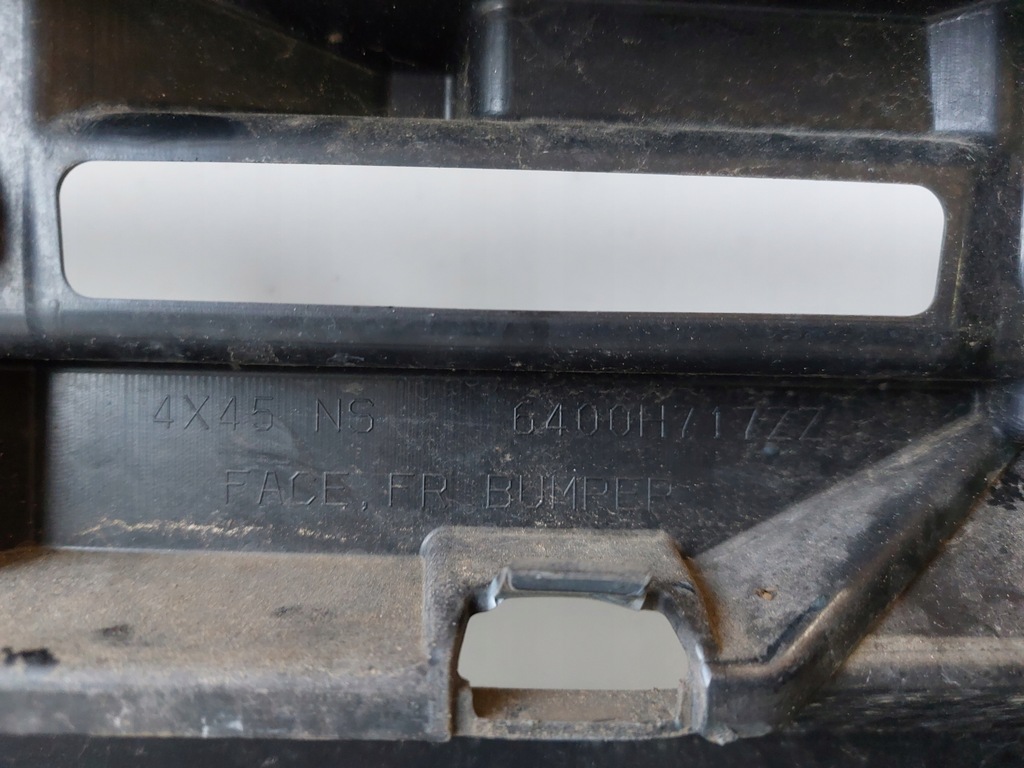 4X45 NS 6400H717ZZ
FACE, FR BUMPER